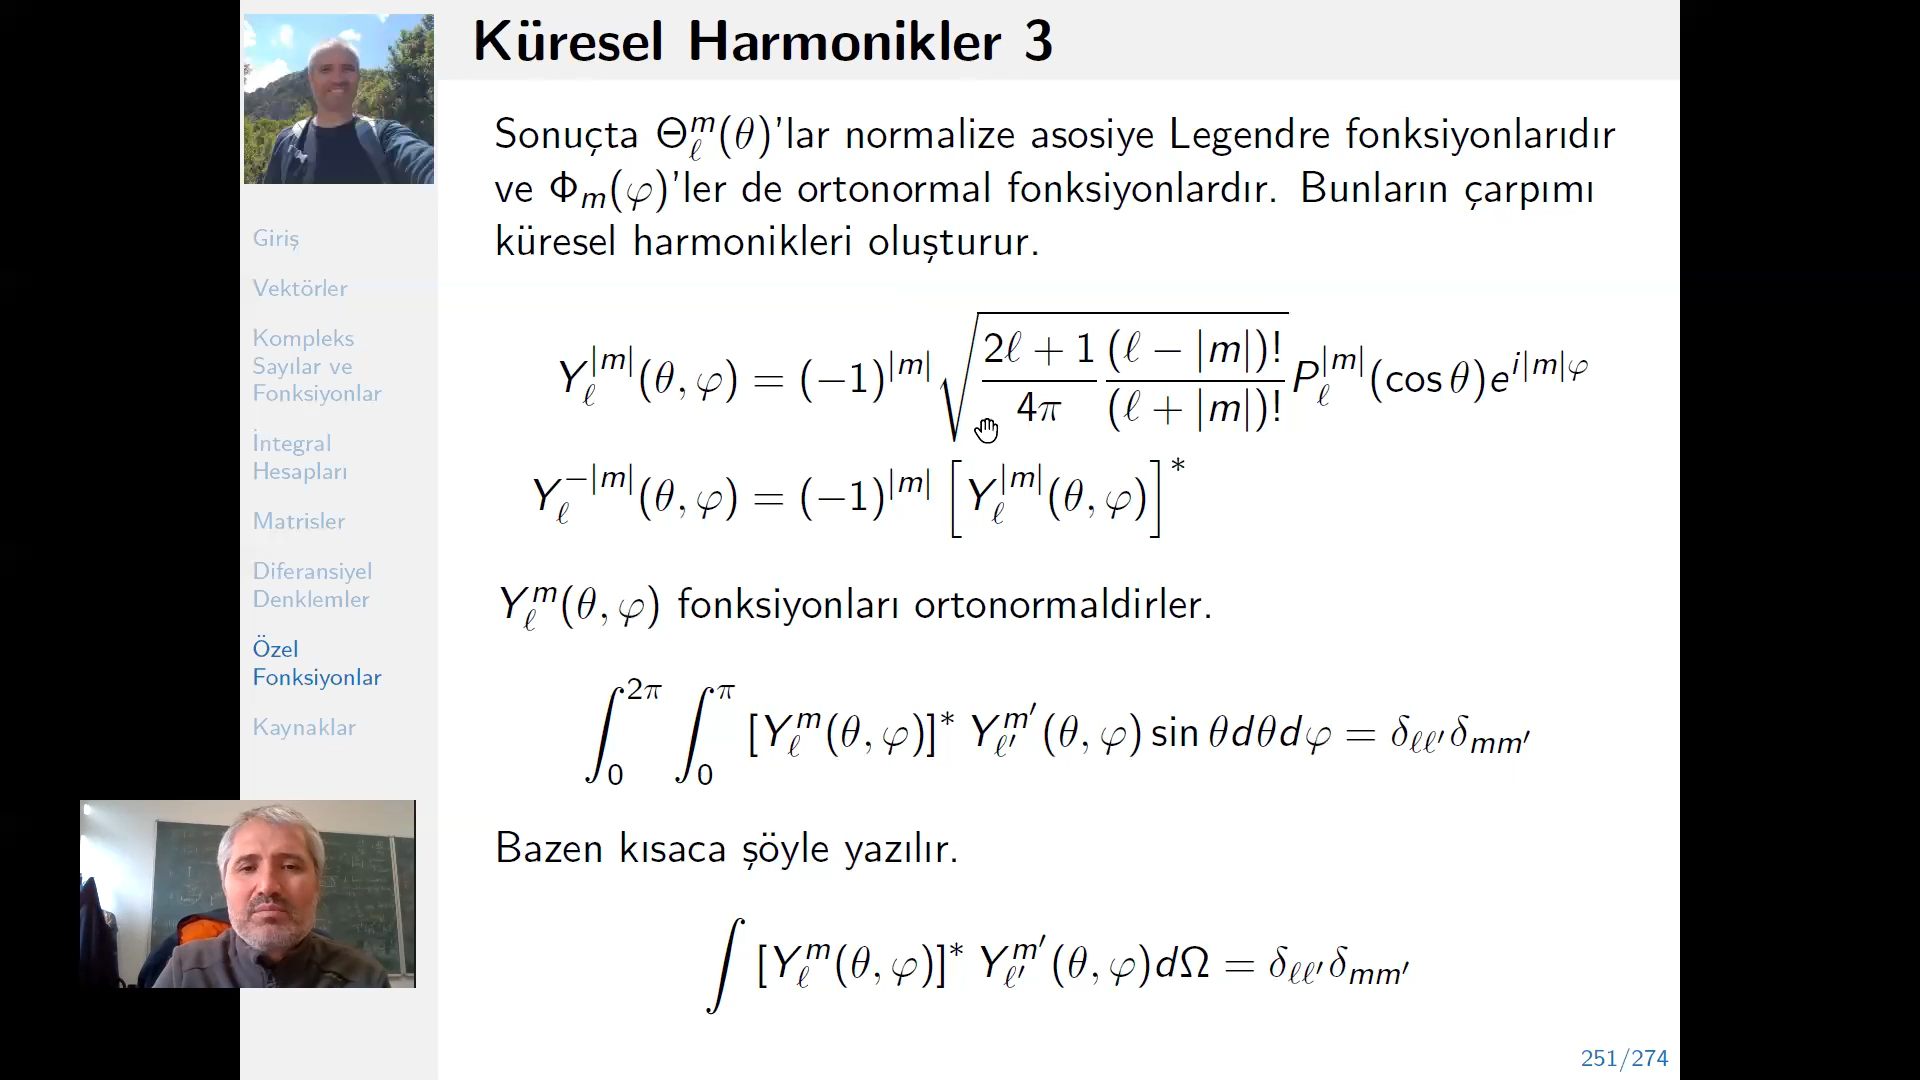 Küresel Harmonikler 3
Giriş
Vektörler
Kompleks
Sayılar ve
Fonksiyonlar
İntegral
Hesapları
Matrisler
Diferansiyel
Denklemler
Özel
Fonksiyonlar
Kaynaklar
Sonuçta Θ_ℓ^m(θ)'lar normalize asosiye Legendre fonksiyonlarıdır
ve Φ_m(φ)'ler de ortonormal fonksiyonlardır. Bunların çarpımı
küresel harmonikleri oluşturur.
Y_ℓ^{|m|}(θ, φ) = (−1)^{|m|} √((2ℓ + 1)/(4π) (ℓ − |m|)!/(ℓ + |m|)!) P_ℓ^{|m|}(cos θ)e^{i|m|φ}
Y_ℓ^{−|m|}(θ, φ) = (−1)^{|m|} [Y_ℓ^{|m|}(θ, φ)]^*
Y_ℓ^m(θ, φ) fonksiyonları ortonormaldirler.
∫_0^{2π} ∫_0^π [Y_ℓ^m(θ, φ)]^* Y_{ℓ'}^{m'}(θ, φ) sin θdθdφ = δ_{ℓℓ'}δ_{mm'}
Bazen kısaca şöyle yazılır.
∫ [Y_ℓ^m(θ, φ)]^* Y_{ℓ'}^{m'}(θ, φ)dΩ = δ_{ℓℓ'}δ_{mm'}
251/274